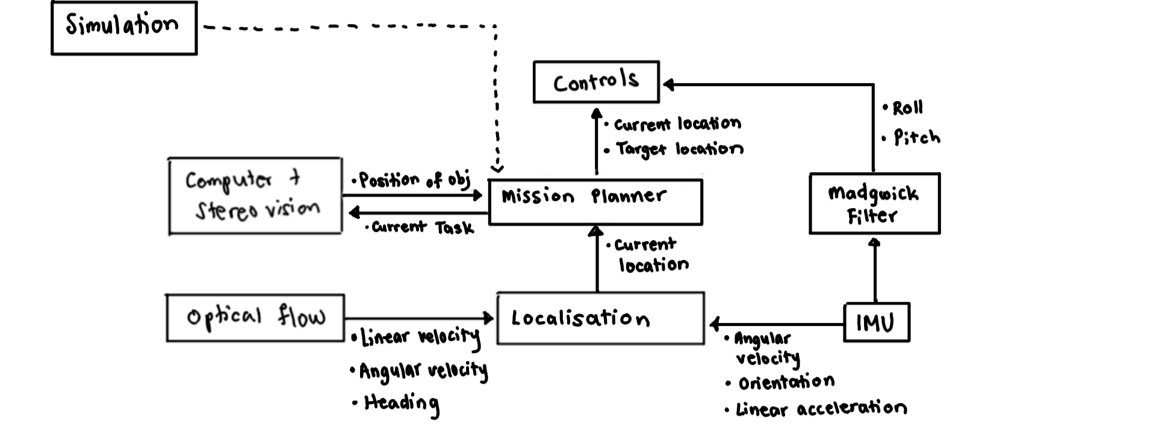 Simulation
Controls
• Roll
• Pitch
• Current location
• Target location
Computer +
Stereo vision
• Position of obj
• Current Task
Mission Planner
Madgwick
Filter
• Current
location
Optical flow
• Linear velocity
• Angular velocity
• Heading
Localisation
IMU
• Angular
velocity
• Orientation
• Linear acceleration